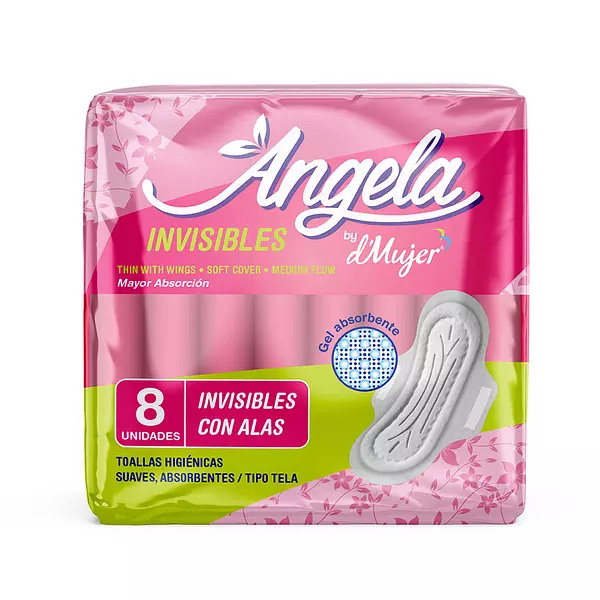 Angela
INVISIBLES
by d'Mujer
THIN WITH WINGS • SOFT COVER • MEDIUM FLOW
Mayor Absorción
Gel absorbente
8
UNIDADES
INVISIBLES
CON ALAS
TOALLAS HIGIÉNICAS
SUAVES, ABSORBENTES / TIPO TELA